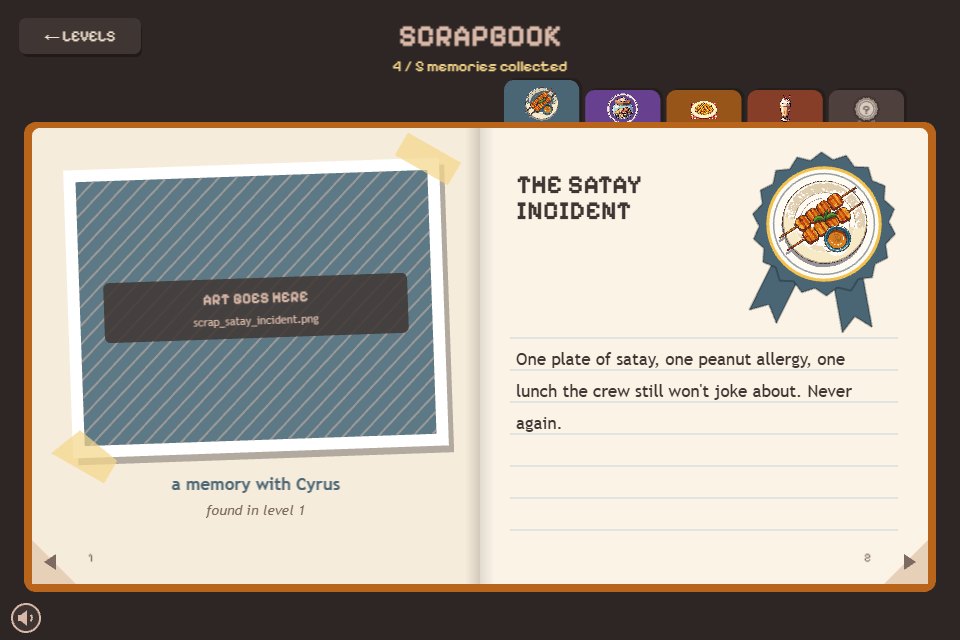 ←LEVELS
SCRAPBOOK
4 / 8 memories collected
?
ART GOES HERE
scrap_satay_incident.png
a memory with Cyrus
found in level 1
1
THE SATAY
INCIDENT
One plate of satay, one peanut allergy, one
lunch the crew still won't joke about. Never
again.
2